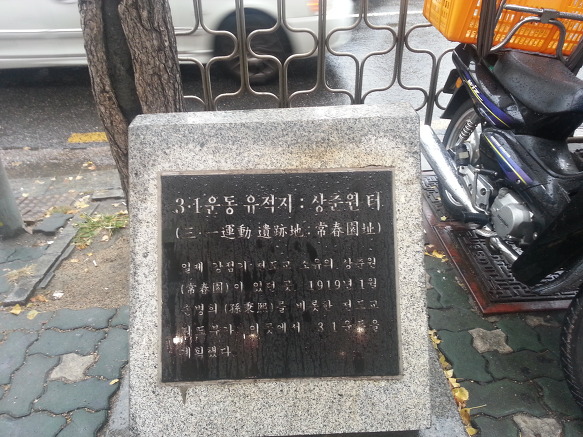 3·1운동 유적지 : 상춘원 터
(三·一運動 遺跡地 : 常春園址)
일제 강점기 천도교 소유의 상춘원
(常春園)이 있던 곳. 1919년 1월
손병희(孫秉熙)를 비롯한 천도교
지도부가 이곳에서 3·1운동을
계획했다.